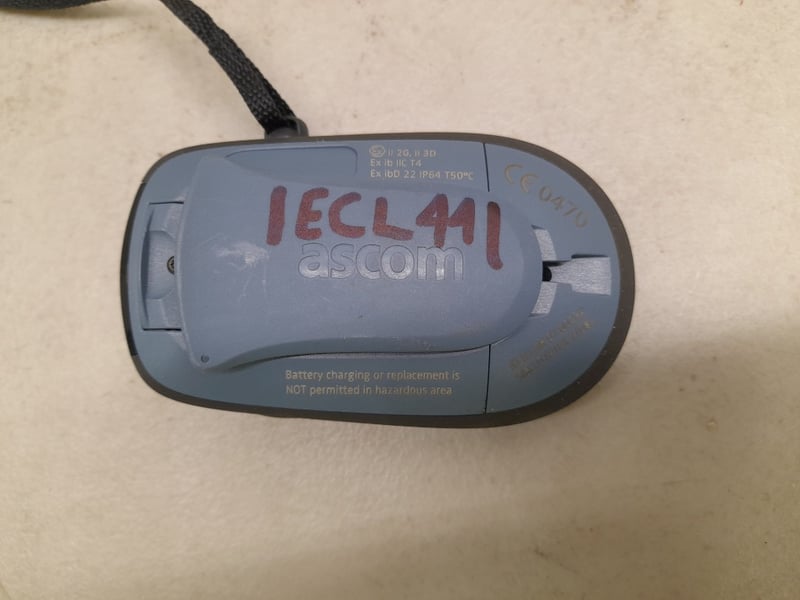 II 2G, II 3D
Ex ib IIC T4
Ex ibD 22 IP64 T50°C
CE 0470
IECL441
ascom
Battery charging or replacement is
NOT permitted in hazardous area